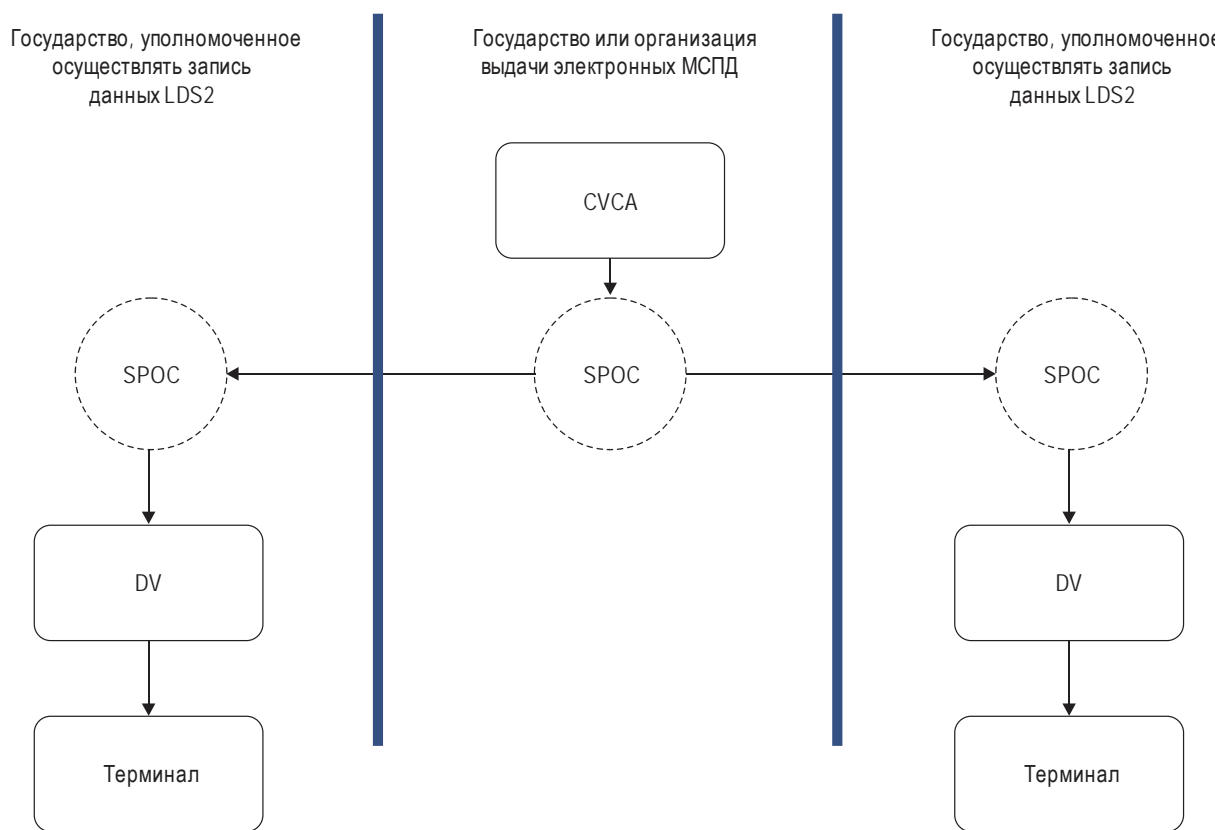 Государство, уполномоченное
осуществлять запись
данных LDS2
Государство или организация
выдачи электронных МСПД
Государство, уполномоченное
осуществлять запись
данных LDS2
CVCA
SPOC
SPOC
SPOC
DV
DV
Терминал
Терминал